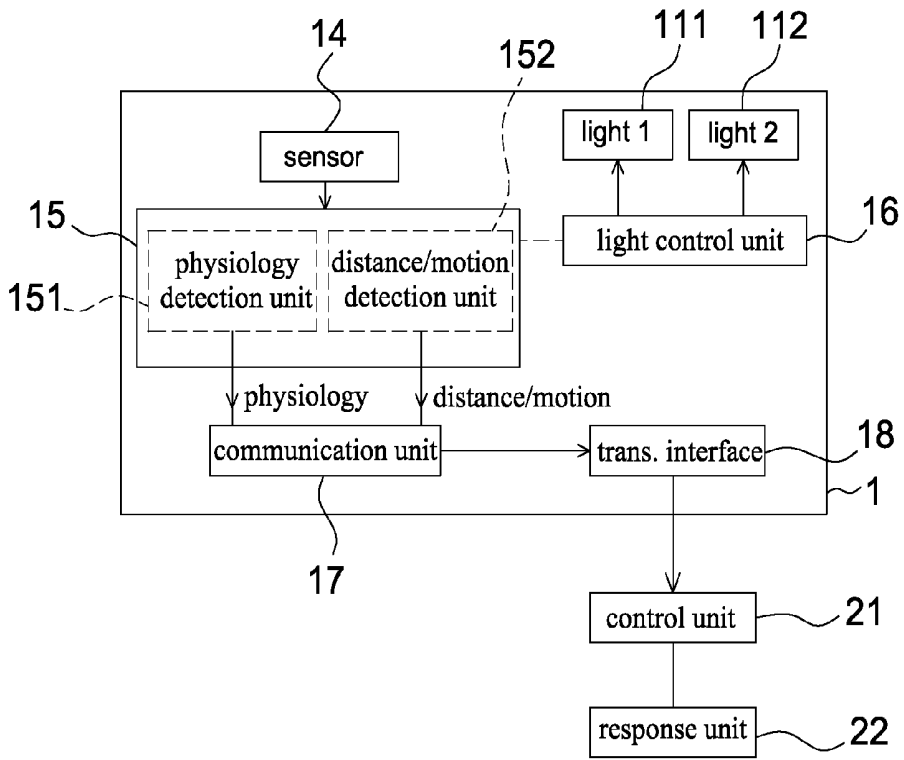 14
152
111
112
sensor
light 1
light 2
15
16
light control unit
physiology
detection unit
distance/motion
detection unit
151
physiology
distance/motion
communication unit
trans. interface
18
1
17
control unit
21
response unit
22